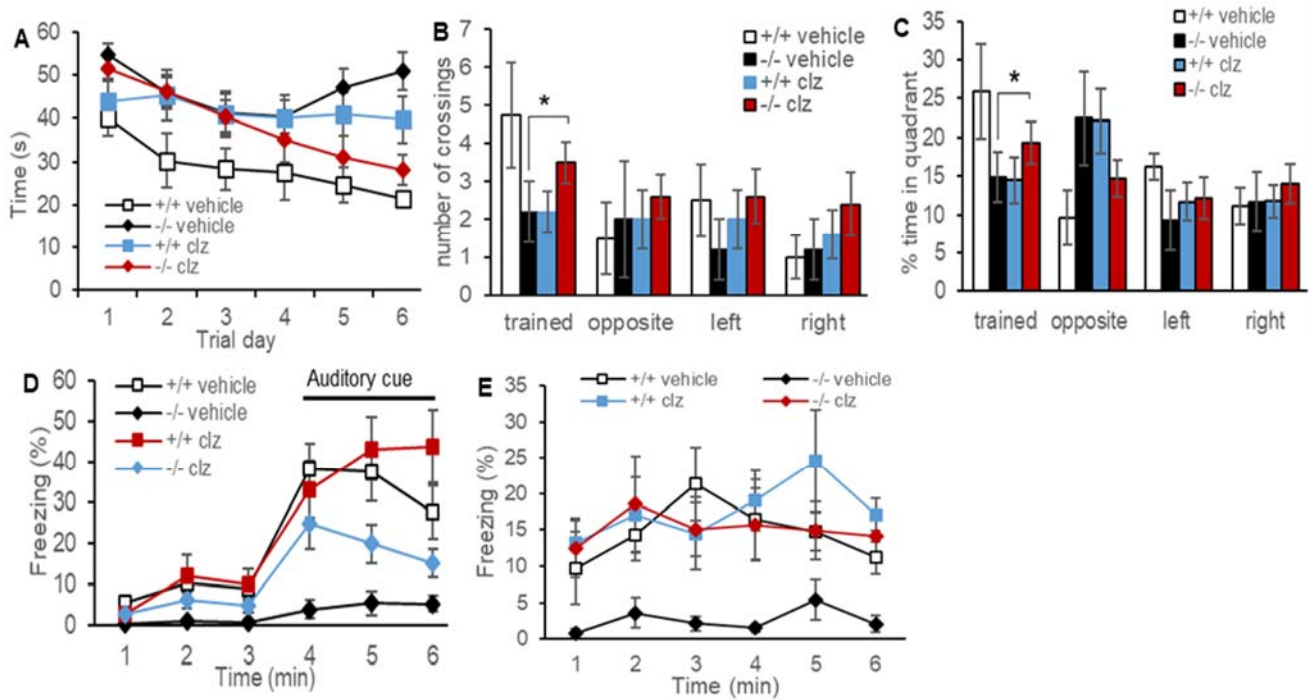 A
Time (s)
60
50
40
30
20
10
0
+/+ vehicle
-/- vehicle
+/+ clz
-/- clz
1 2 3 4 5 6
Trial day
B
number of crossings
7
6
5
4
3
2
1
0
+/+ vehicle
-/- vehicle
+/+ clz
-/- clz
*
trained opposite left right
C
% time in quadrant
35
30
25
20
15
10
5
0
+/+ vehicle
-/- vehicle
+/+ clz
-/- clz
*
trained opposite left right
D
Freezing (%)
60
50
40
30
20
10
0
+/+ vehicle
-/- vehicle
+/+ clz
-/- clz
Auditory cue
1 2 3 4 5 6
Time (min)
E
Freezing (%)
35
30
25
20
15
10
5
0
+/+ vehicle -/- vehicle
+/+ clz -/- clz
1 2 3 4 5 6
Time (min)